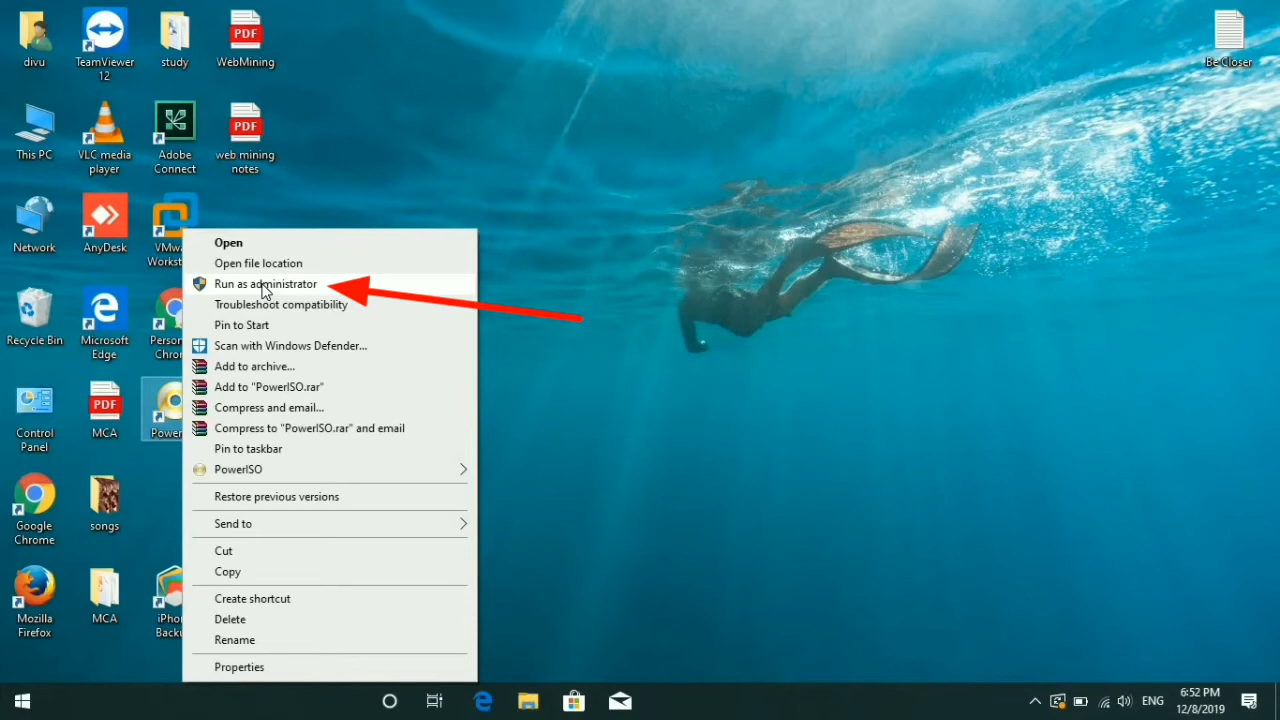 divu
TeamViewer
12
study
WebMining
PDF
Be Closer
This PC
VLC media
player
Adobe
Connect
PDF
web mining
notes
Network
AnyDesk
Recycle Bin
Microsoft
Edge
Control
Panel
PDF
MCA
Google
Chrome
songs
Mozilla
Firefox
MCA
Open
Open file location
Run as administrator
Troubleshoot compatibility
Pin to Start
Scan with Windows Defender...
Add to archive...
Add to "PowerISO.rar"
Compress and email...
Compress to "PowerISO.rar" and email
Pin to taskbar
PowerISO
Restore previous versions
Send to
Cut
Copy
Create shortcut
Delete
Rename
Properties
ENG
6:52 PM
12/8/2019